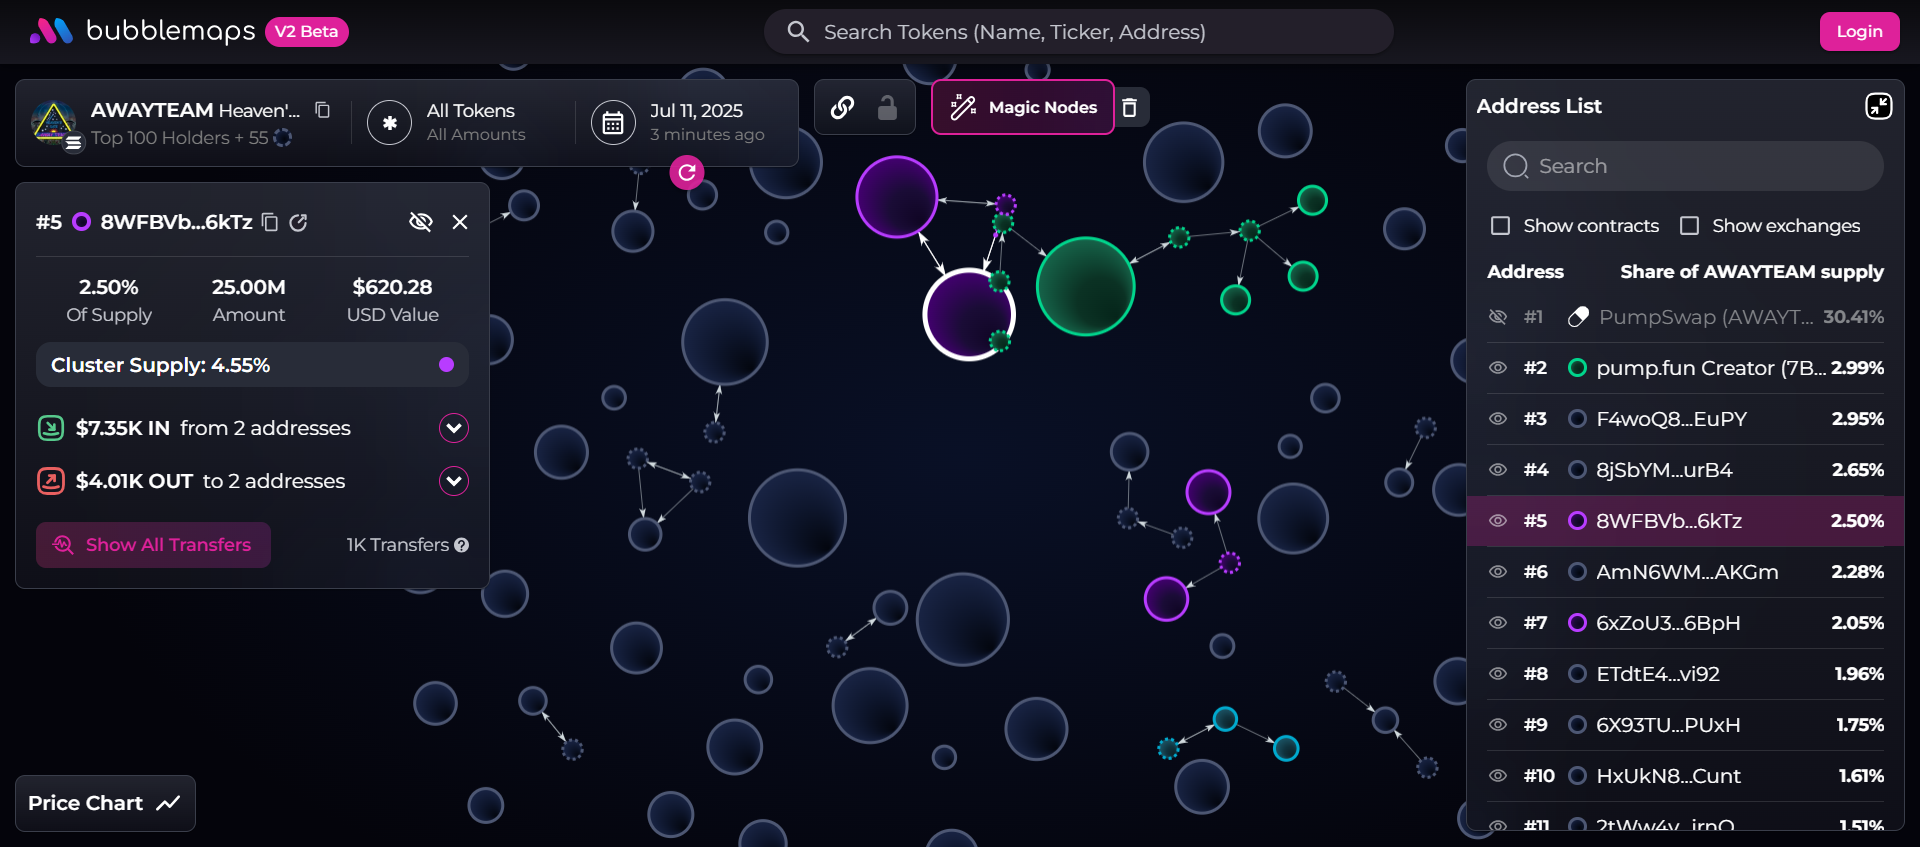 bubblemaps V2 Beta
Search Tokens (Name, Ticker, Address)
Login
AWAYTEAM Heaven'...
Top 100 Holders + 55
All Tokens
All Amounts
Jul 11, 2025
3 minutes ago
Magic Nodes
#5 8WFBVb...6kTz
2.50%
Of Supply
25.00M
Amount
$620.28
USD Value
Cluster Supply: 4.55%
$7.35K IN from 2 addresses
$4.01K OUT to 2 addresses
Show All Transfers
1K Transfers
Price Chart
Address List
Search
Show contracts
Show exchanges
Address Share of AWAYTEAM supply
#1 PumpSwap (AWAYT... 30.41%
#2 pump.fun Creator (7B... 2.99%
#3 F4woQ8...EuPY 2.95%
#4 8jSbYM...urB4 2.65%
#5 8WFBVb...6kTz 2.50%
#6 AmN6WM...AKGm 2.28%
#7 6xZoU3...6BpH 2.05%
#8 ETdtE4...vi92 1.96%
#9 6X93TU...PUxH 1.75%
#10 HxUkN8...Cunt 1.61%
#11 1.51%